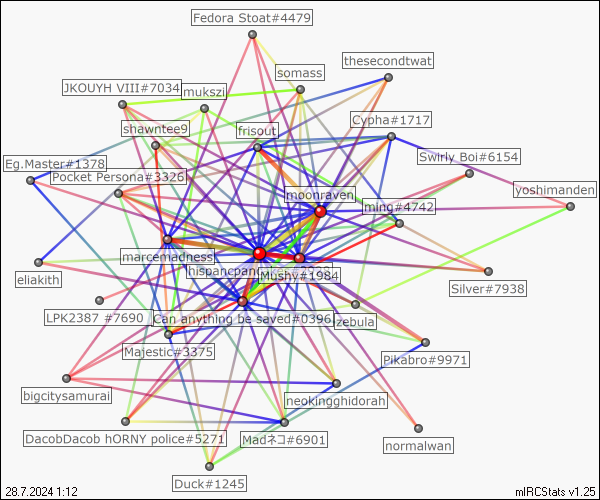 Fedora Stoat#4479
thesecondtwat
somass
JKOUYH VIII#7034
mukszi
Cypha#1717
shawntee9
frisout
Swirly_Boi#6154
Eg.Master#1378
Pocket Persona#3326
moonraven
yoshimanden
ming#4742
marcemadness
hispancpan
Mushy#1984
eliakith
Silver#7938
LPK2387 #7690
Can anything be saved#0396
zebula
Majestic#3375
Pikabro#9971
bigcitysamurai
neokingghidorah
DacobDacob hORNY police#5271
Madネコ#6901
normalwan
Duck#1245
28.7.2024 1:12
mIRCStats v1.25